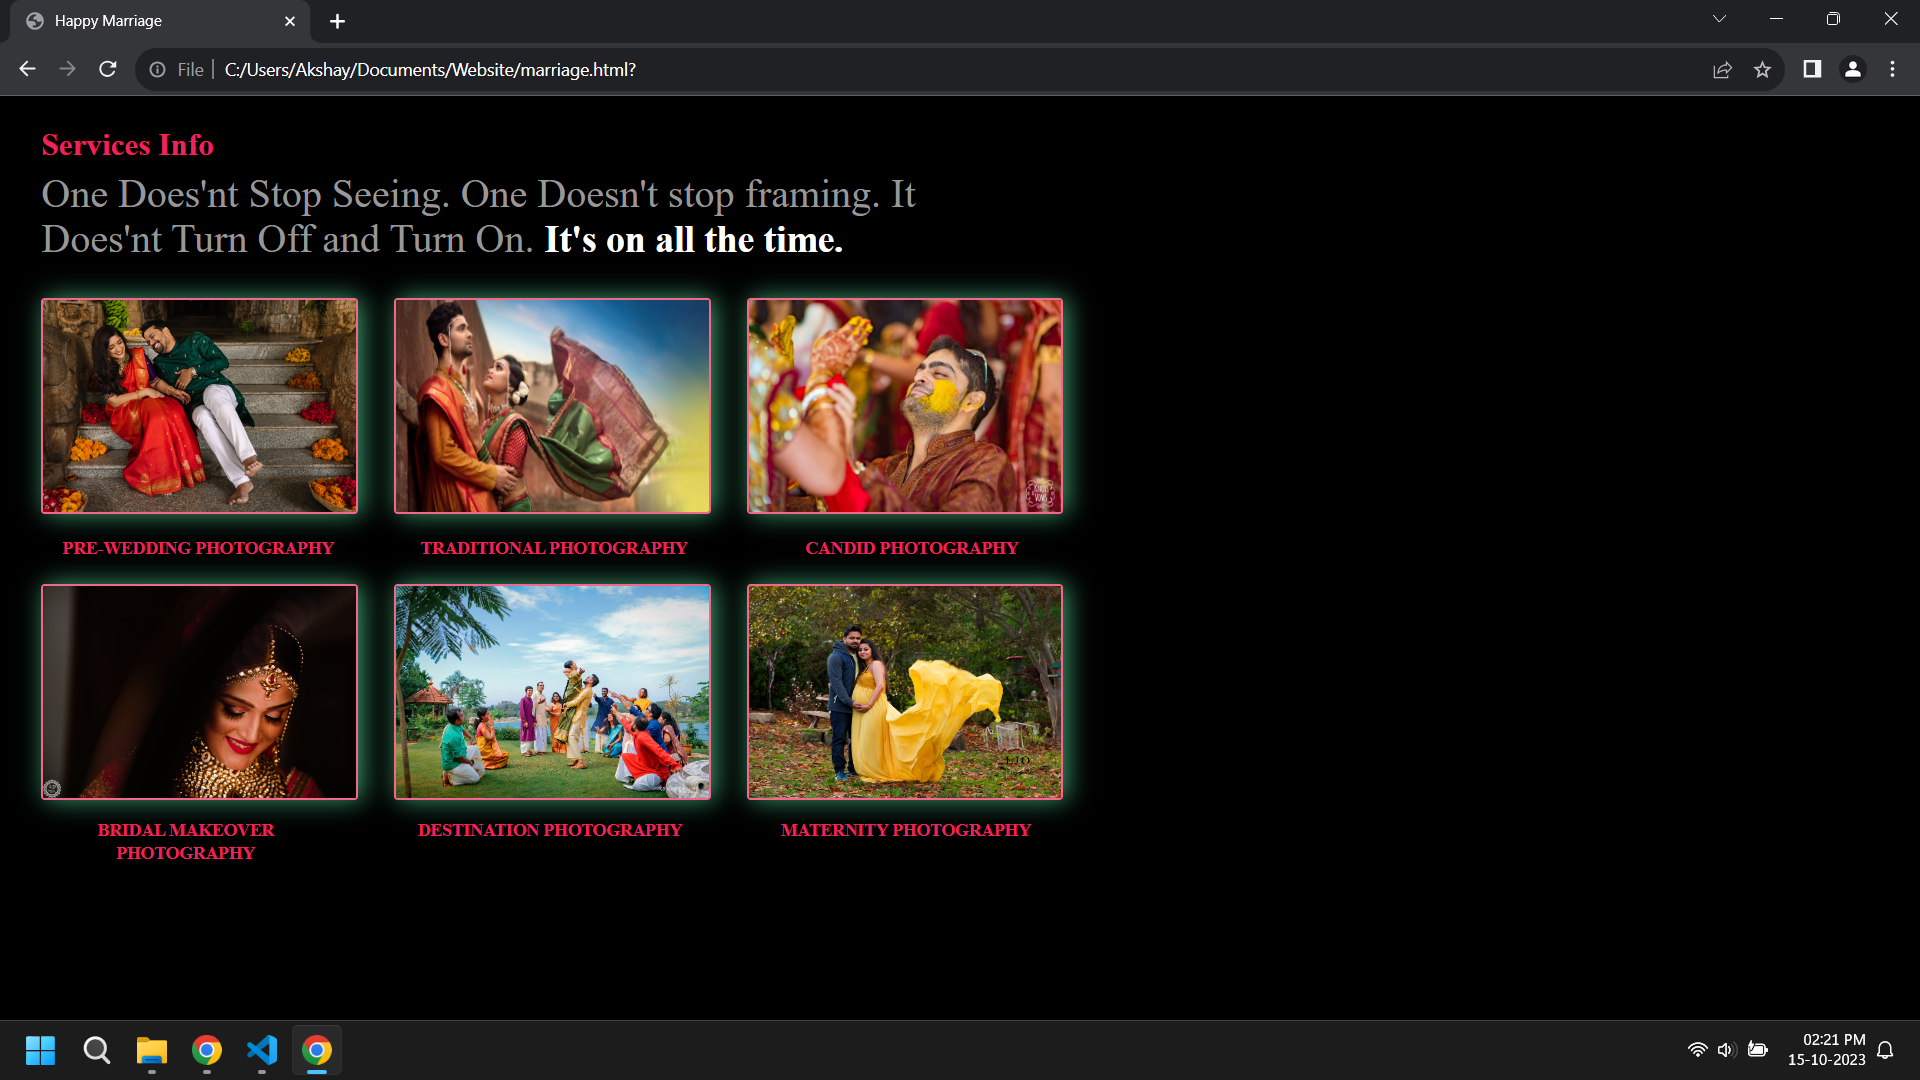 Happy Marriage
File
C:/Users/Akshay/Documents/Website/marriage.html?
Services Info
One Does'nt Stop Seeing. One Doesn't stop framing. It
Does'nt Turn Off and Turn On. It's on all the time.
PRE-WEDDING PHOTOGRAPHY
TRADITIONAL PHOTOGRAPHY
CANDID PHOTOGRAPHY
BRIDAL MAKEOVER
PHOTOGRAPHY
DESTINATION PHOTOGRAPHY
MATERNITY PHOTOGRAPHY
02:21 PM
15-10-2023